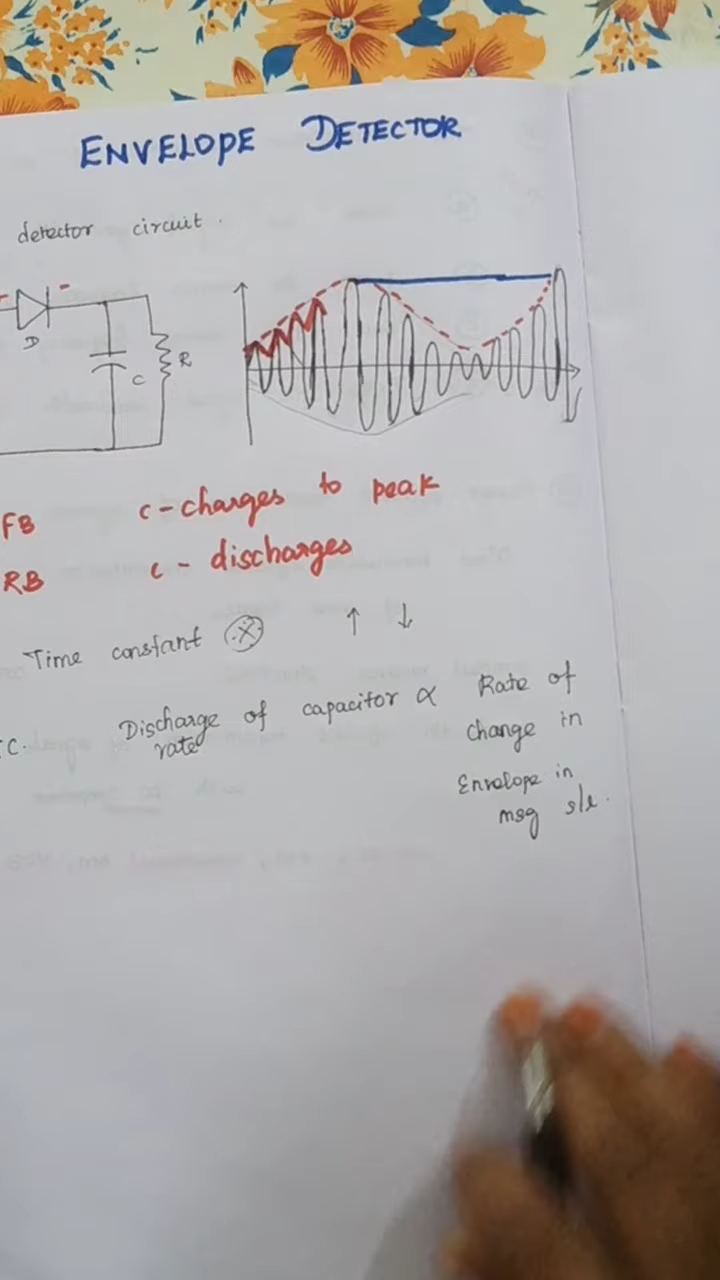 ENVELOPE DETECTOR
detector circuit.
D
C
R
FB c - charges to peak
RB c - discharges
Time constant ↑ ↓
TC. Discharge of capacitor ∝ Rate of
rate change in
Envelope in
msg s/l.